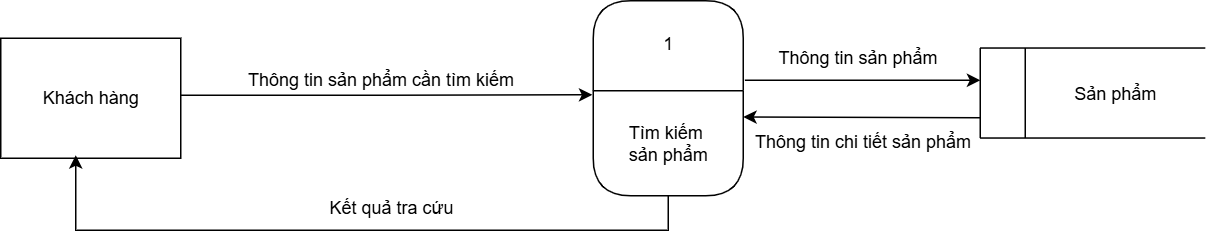 1
Thông tin sản phẩm
Khách hàng
Thông tin sản phẩm cần tìm kiếm
Sản phẩm
Tìm kiếm
sản phẩm
Thông tin chi tiết sản phẩm
Kết quả tra cứu